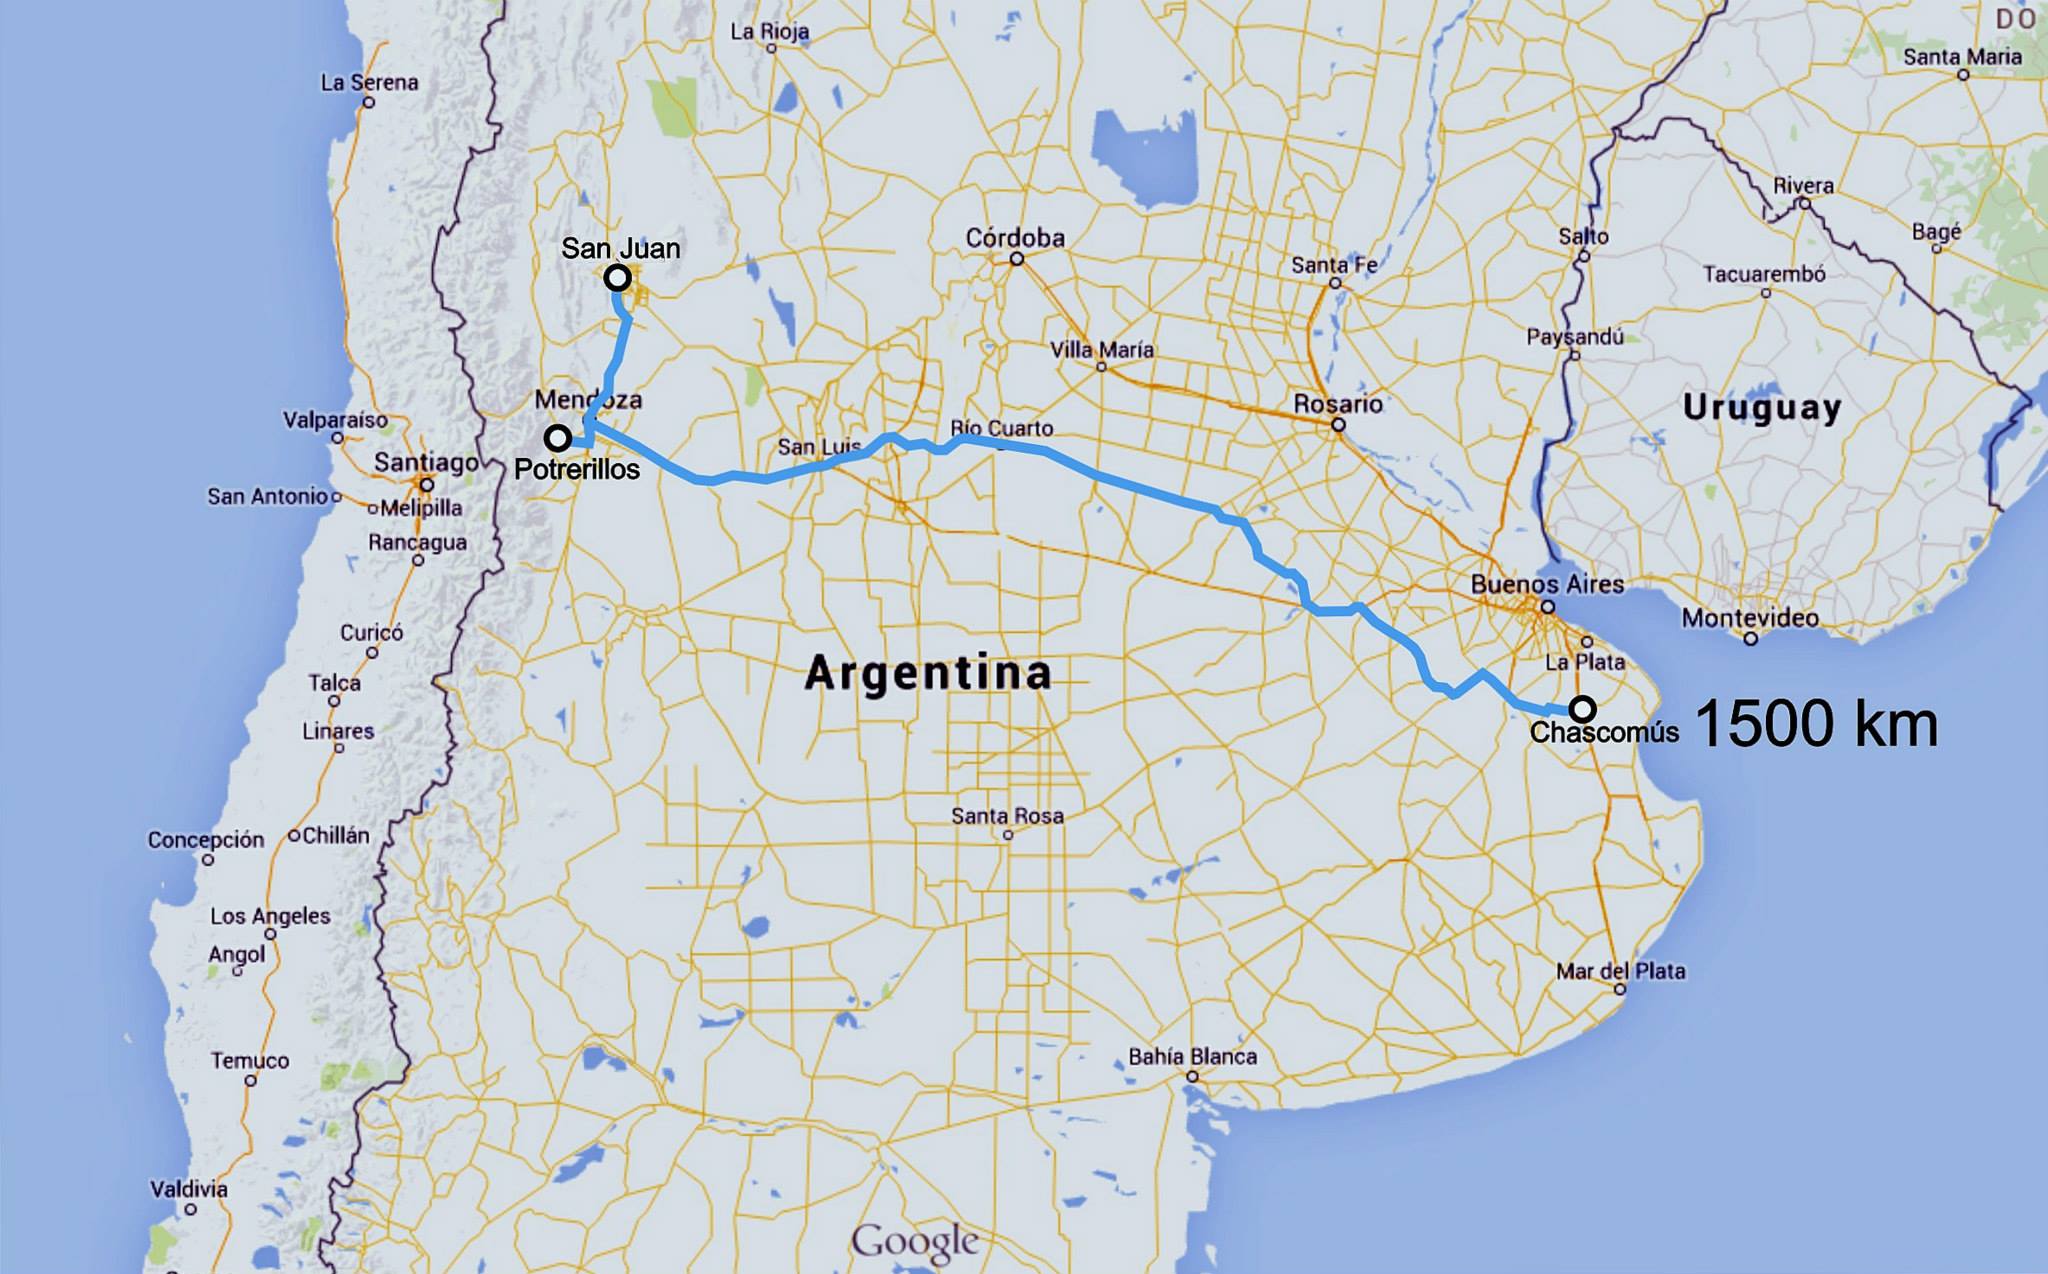 DO
La Rioja
Santa Maria
La Serena
Rivera
Bagé
Salto
Córdoba
San Juan
Santa Fe
Tacuarembó
Paysandú
Villa María
Mendoza
Rosario
Uruguay
Valparaíso
Río Cuarto
San Luis
Santiago
Potrerillos
San Antonio
Melipilla
Rancagua
Buenos Aires
Montevideo
Curicó
La Plata
Argentina
Talca
Linares
Chascomús
1500 km
Santa Rosa
Concepción
Chillán
Los Angeles
Angol
Mar del Plata
Bahía Blanca
Temuco
Valdivia
Google